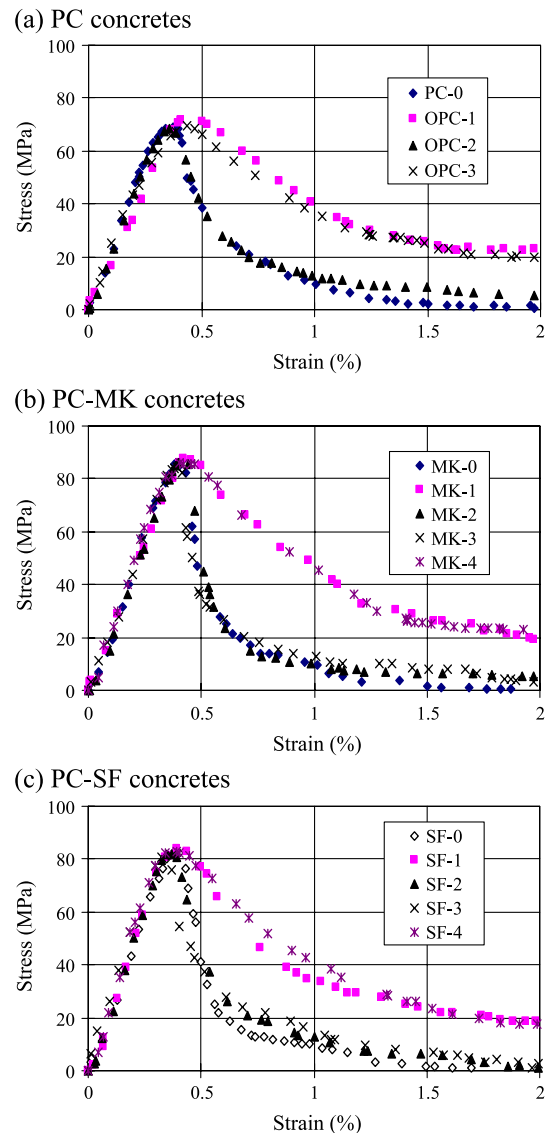 (a) PC concretes
100
80
60
40
20
0
Stress (MPa)
PC-0
OPC-1
OPC-2
OPC-3
0 0.5 1 1.5 2
Strain (%)
(b) PC-MK concretes
100
80
60
40
20
0
Stress (MPa)
MK-0
MK-1
MK-2
MK-3
MK-4
0 0.5 1 1.5 2
Strain (%)
(c) PC-SF concretes
100
80
60
40
20
0
Stress (MPa)
SF-0
SF-1
SF-2
SF-3
SF-4
0 0.5 1 1.5 2
Strain (%)